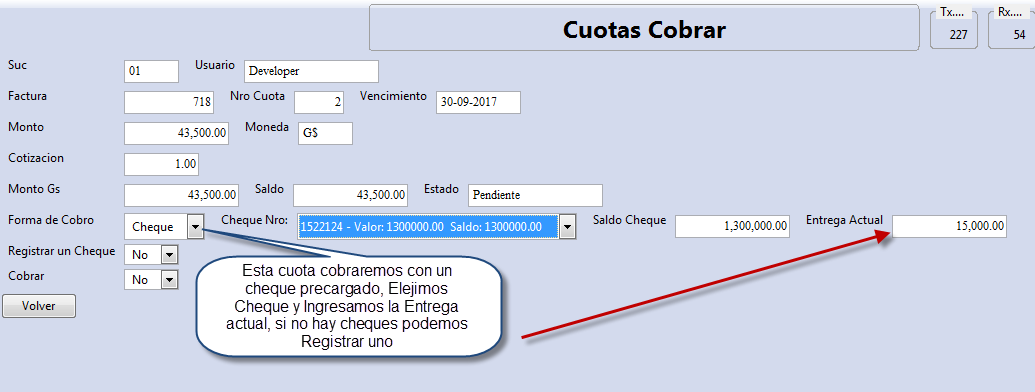 Cuotas Cobrar
Tx.... Rx....
227 54
Suc 01 Usuario Developer
Factura 718 Nro Cuota 2 Vencimiento 30-09-2017
Monto 43,500.00 Moneda G$
Cotizacion 1.00
Monto Gs 43,500.00 Saldo 43,500.00 Estado Pendiente
Forma de Cobro Cheque Cheque Nro: 1522124 - Valor: 1300000.00 Saldo: 1300000.00 Saldo Cheque 1,300,000.00 Entrega Actual 15,000.00
Registrar un Cheque No
Cobrar No
Volver
Esta cuota cobraremos con un
cheque precargado, Elejimos
Cheque y Ingresamos la Entrega
actual, si no hay cheques podemos
Registrar uno